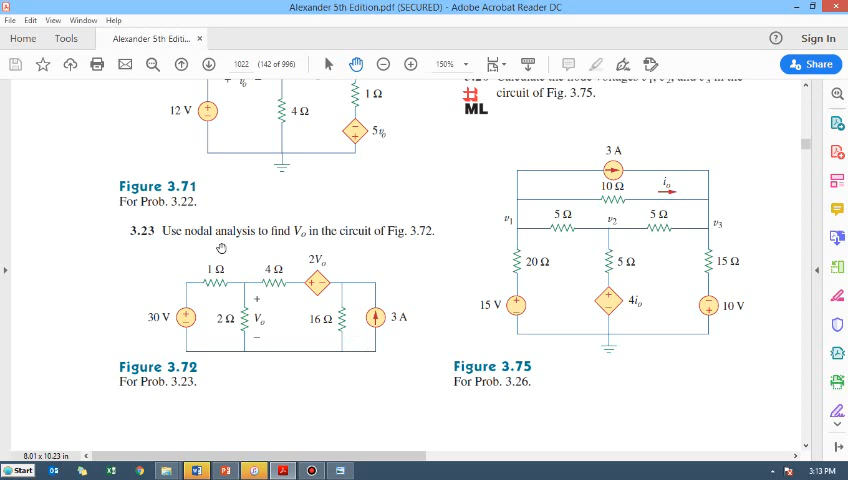 Alexander 5th Edition.pdf (SECURED) - Adobe Acrobat Reader DC
File Edit View Window Help
Home Tools Alexander 5th Editi... × Sign In
1022 (142 of 996) 150% Share
12 V
4 Ω
1 Ω
ML
circuit of Fig. 3.75.
Figure 3.71
For Prob. 3.22.
3.23 Use nodal analysis to find Vo in the circuit of Fig. 3.72.
1 Ω 4 Ω 2Vo
30 V + − 2 Ω + Vo − + − 16 Ω 3 A
Figure 3.72
For Prob. 3.23.
3 A
10 Ω io
v1 5 Ω v2 5 Ω v3
20 Ω 5 Ω 15 Ω
15 V + − + − 4io − + 10 V
Figure 3.75
For Prob. 3.26.
8.01 x 10.23 in
Start 3:13 PM